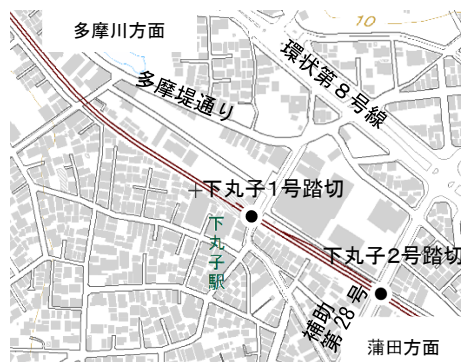 多摩川方面
10
環状第8号線
多摩堤通り
下丸子1号踏切
下丸子駅
下丸子2号踏切
補助第28号
蒲田方面